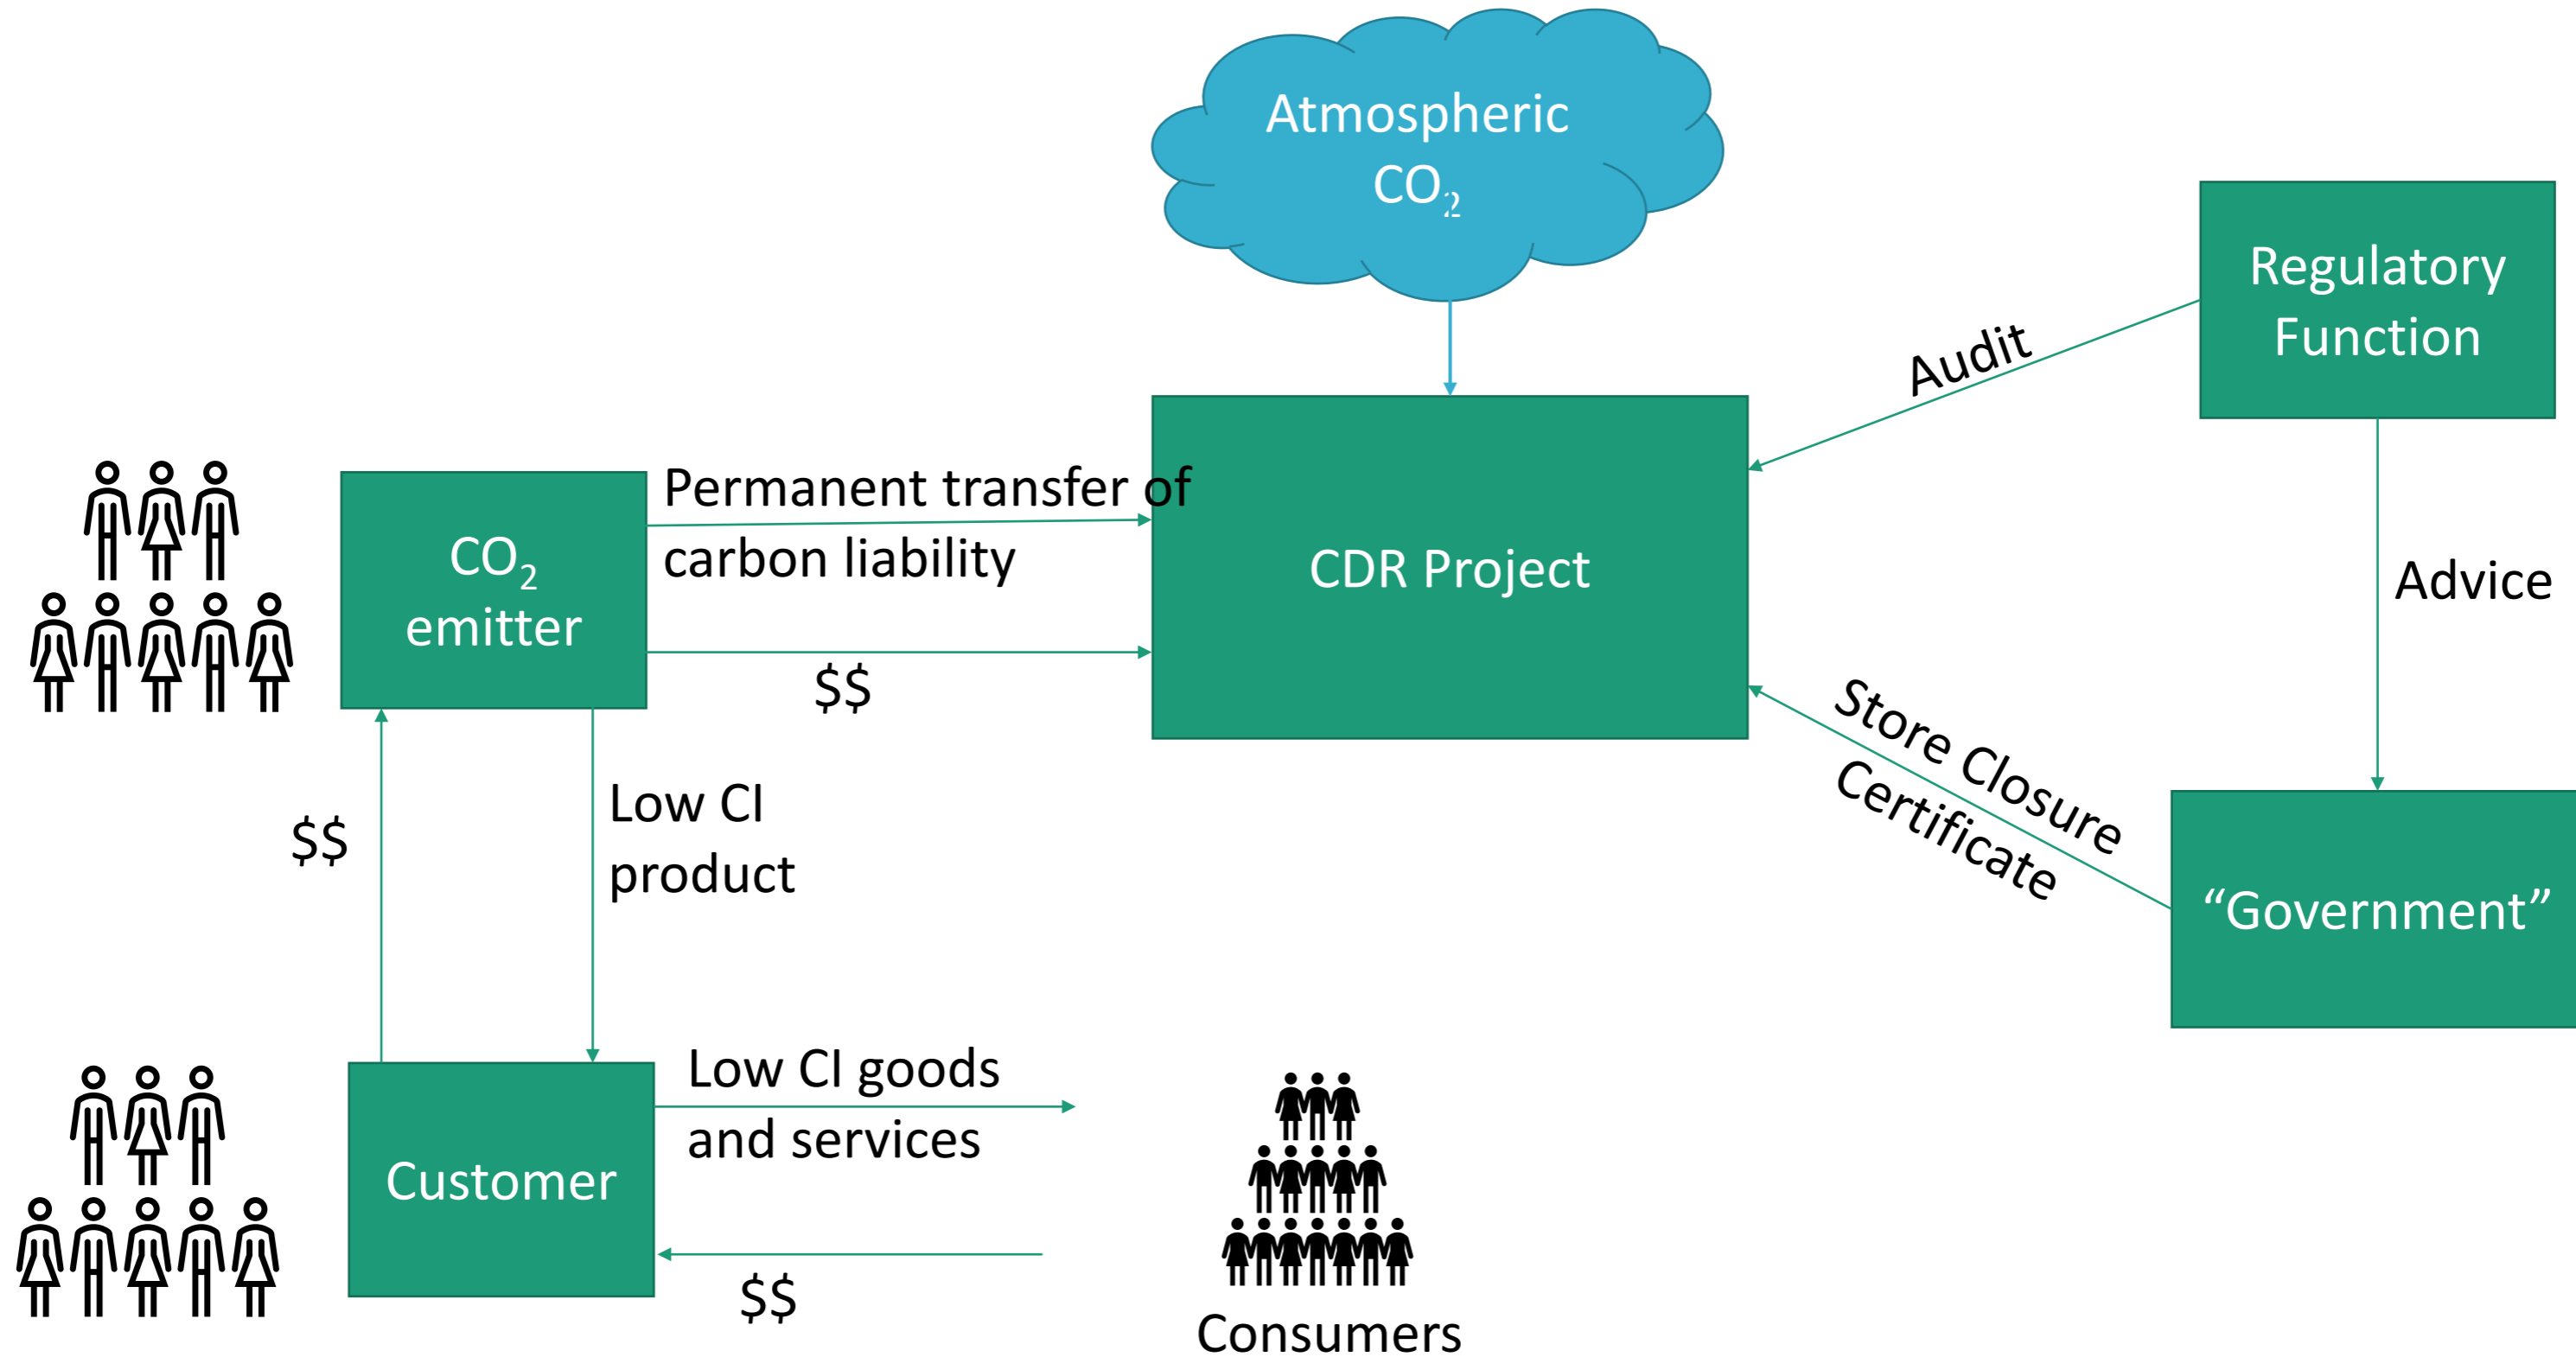 Atmospheric
CO₂
Regulatory
Function
Audit
Permanent transfer of
carbon liability
CO₂
emitter
CDR Project
Advice
$$
Store Closure
Certificate
Low CI
product
$$
“Government”
Low CI goods
and services
Customer
$$
Consumers